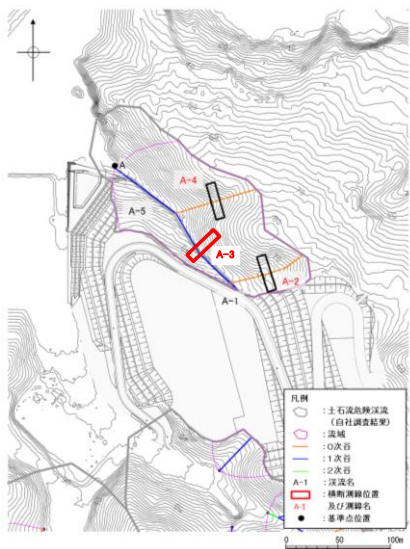 A
A-4
A-5
A-3
A-2
A-1
凡例
：土石流危険渓流
（自社調査結果）
：流域
：0次谷
：1次谷
：2次谷
A-1 ：渓流名
：横断測線位置
A-1 及び測線名
● ：基準点位置
0 50 100m